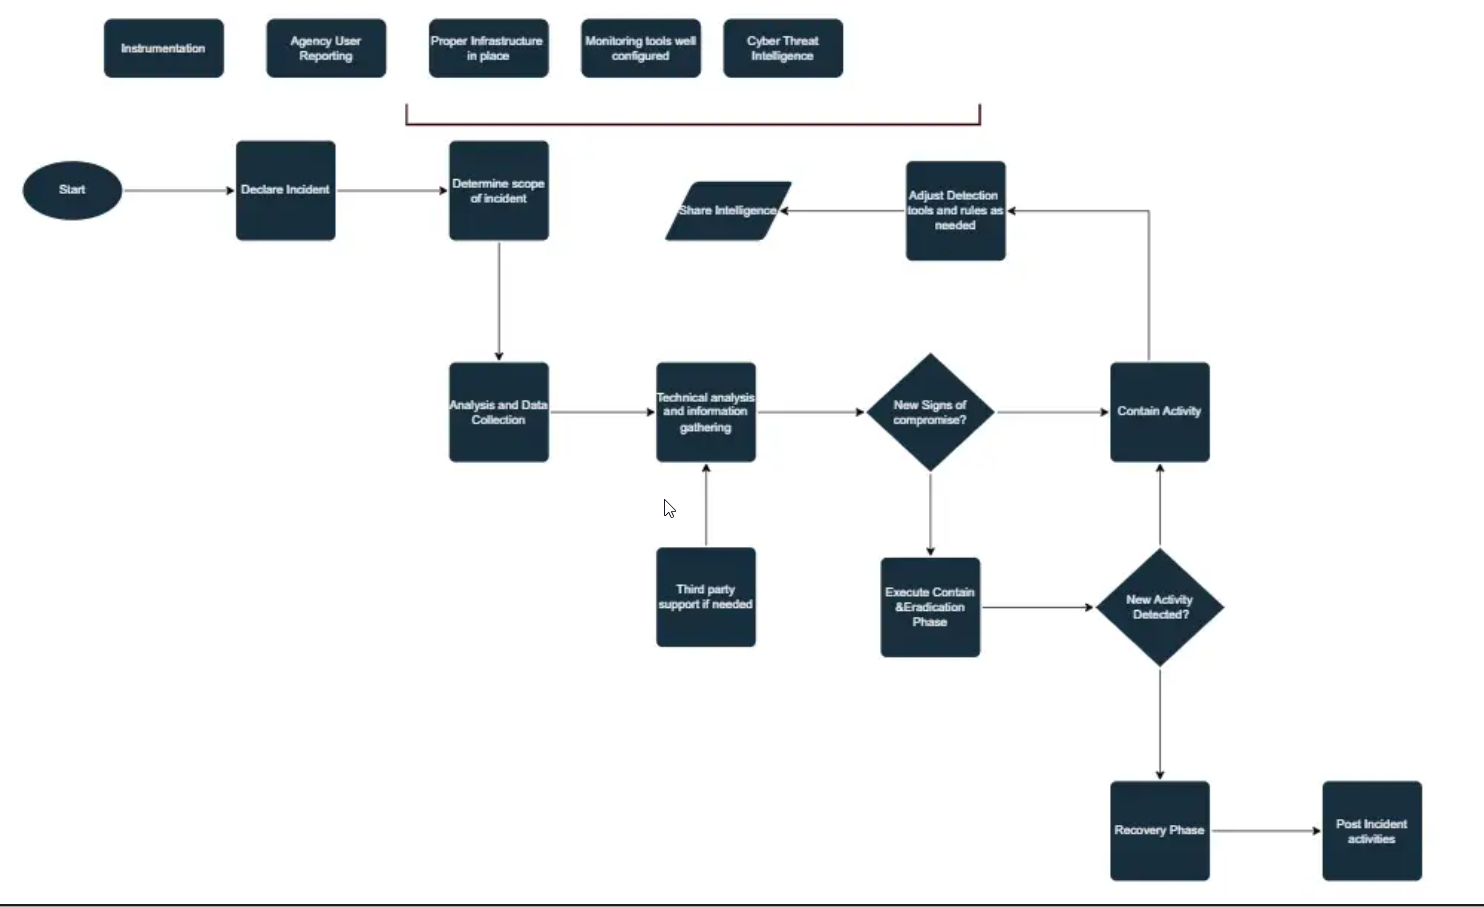 Instrumentation
Agency User
Reporting
Proper Infrastructure
in place
Monitoring tools well
configured
Cyber Threat
Intelligence
Start
Declare Incident
Determine scope
of incident
Share Intelligence
Adjust Detection
tools and rules as
needed
Analysis and Data
Collection
Technical analysis
and information
gathering
New Signs of
compromise?
Contain Activity
Third party
support if needed
Execute Contain
&Eradication
Phase
New Activity
Detected?
Recovery Phase
Post Incident
activities